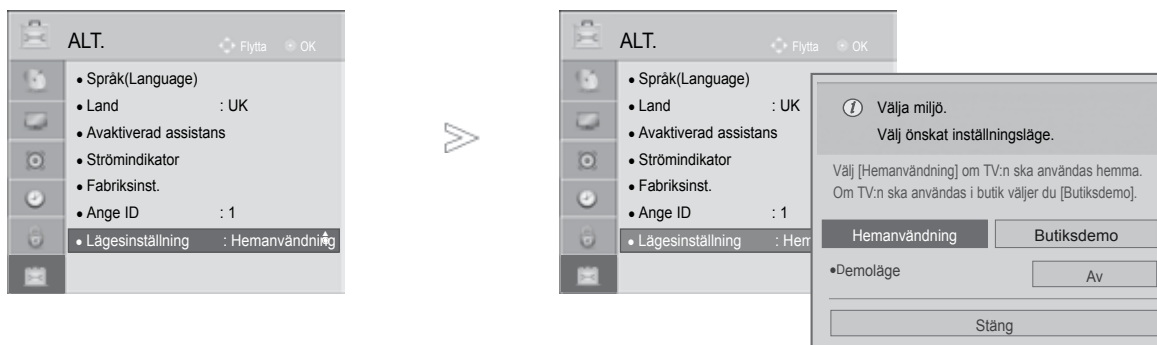 ALT.
Flytta OK
• Språk(Language)
• Land : UK
• Avaktiverad assistans
• Strömindikator
• Fabriksinst.
• Ange ID : 1
• Lägesinställning : Hemanvändning
ALT.
Flytta OK
• Språk(Language)
• Land : UK
• Avaktiverad assistans
• Strömindikator
• Fabriksinst.
• Ange ID : 1
• Lägesinställning : Hem
Välja miljö.
Välj önskat inställningsläge.
Välj [Hemanvändning] om TV:n ska användas hemma.
Om TV:n ska användas i butik väljer du [Butiksdemo].
Hemanvändning Butiksdemo
•Demoläge Av
Stäng